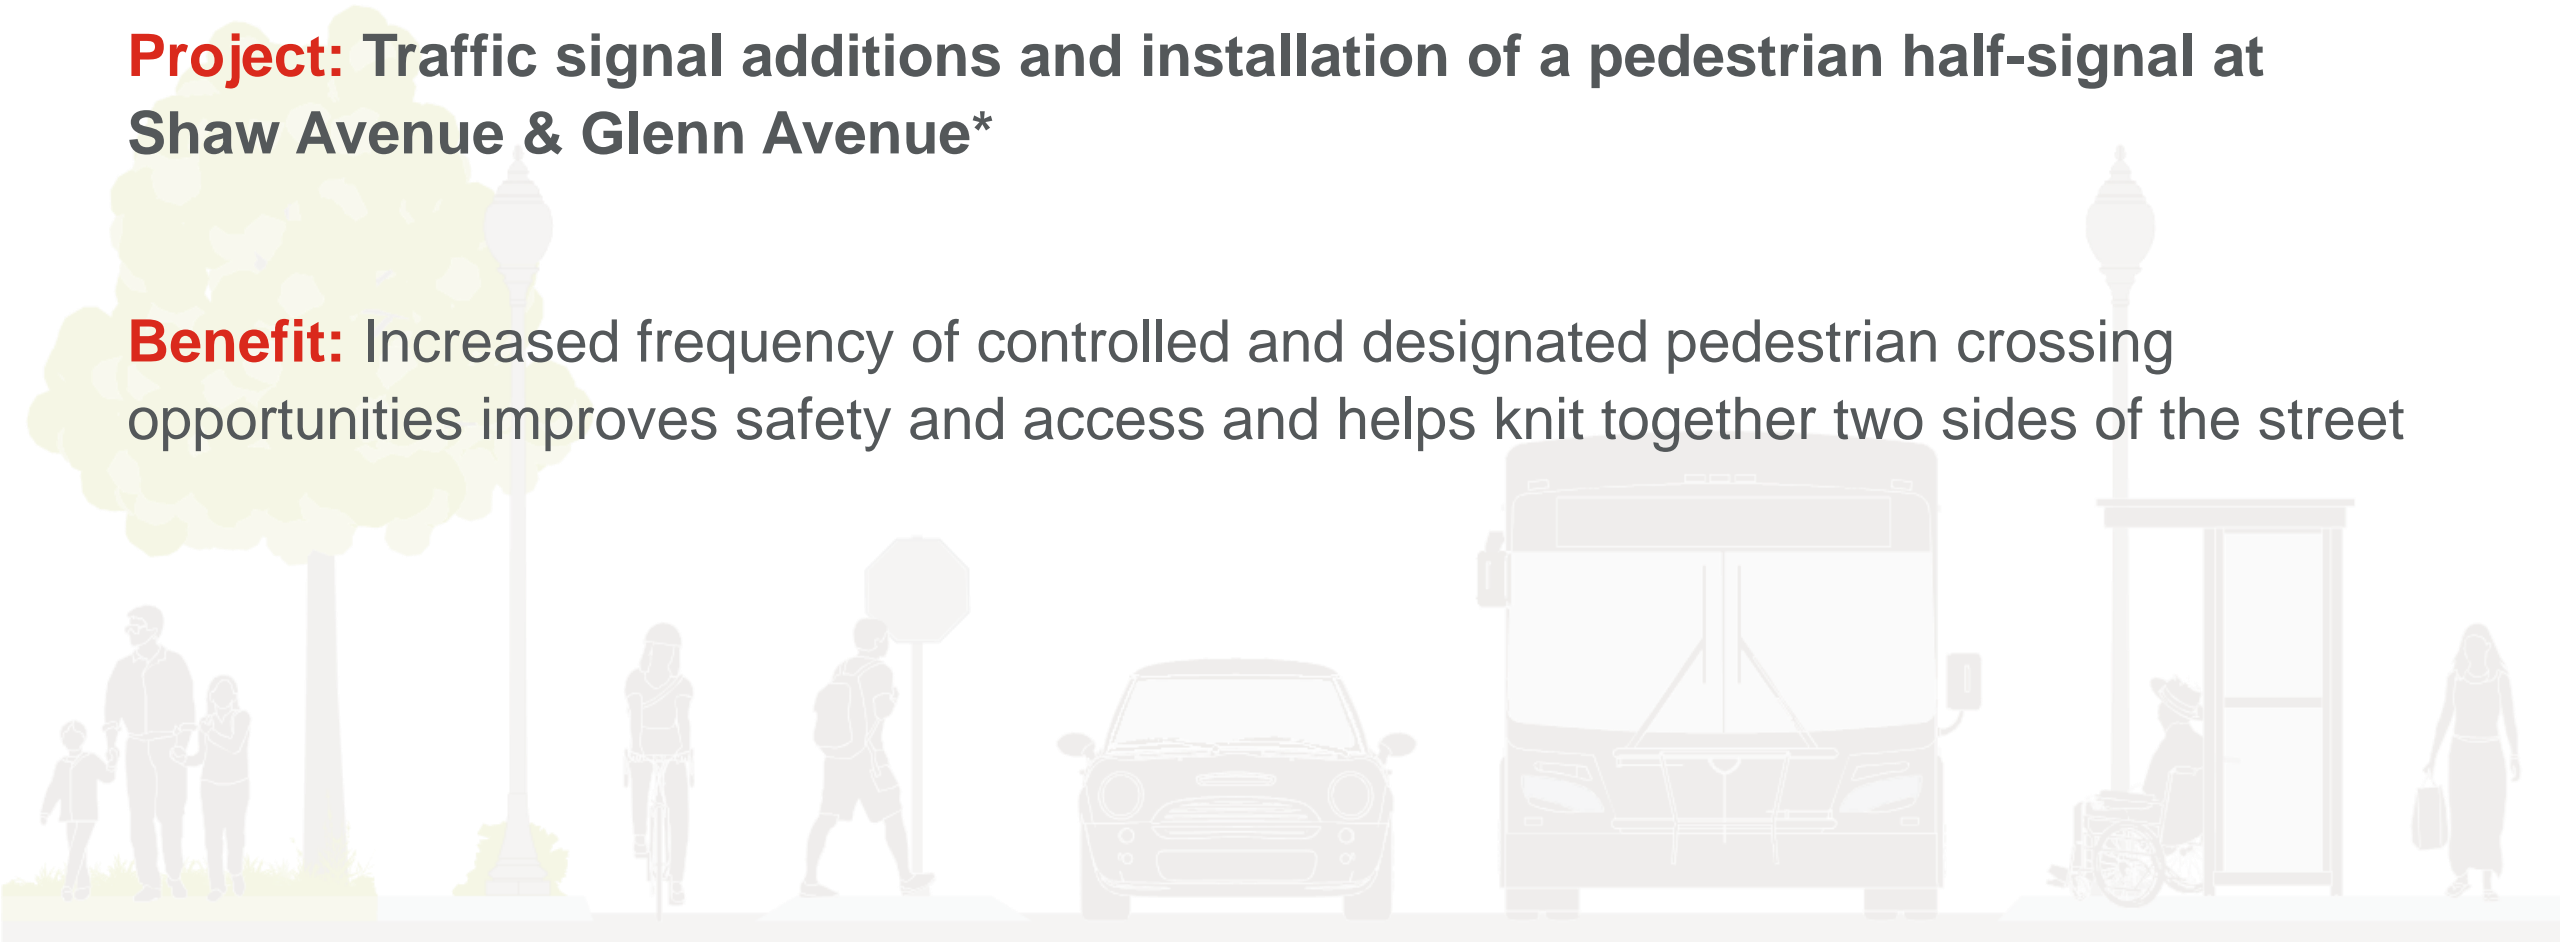 Project: Traffic signal additions and installation of a pedestrian half-signal at
Shaw Avenue & Glenn Avenue*
Benefit: Increased frequency of controlled and designated pedestrian crossing
opportunities improves safety and access and helps knit together two sides of the street